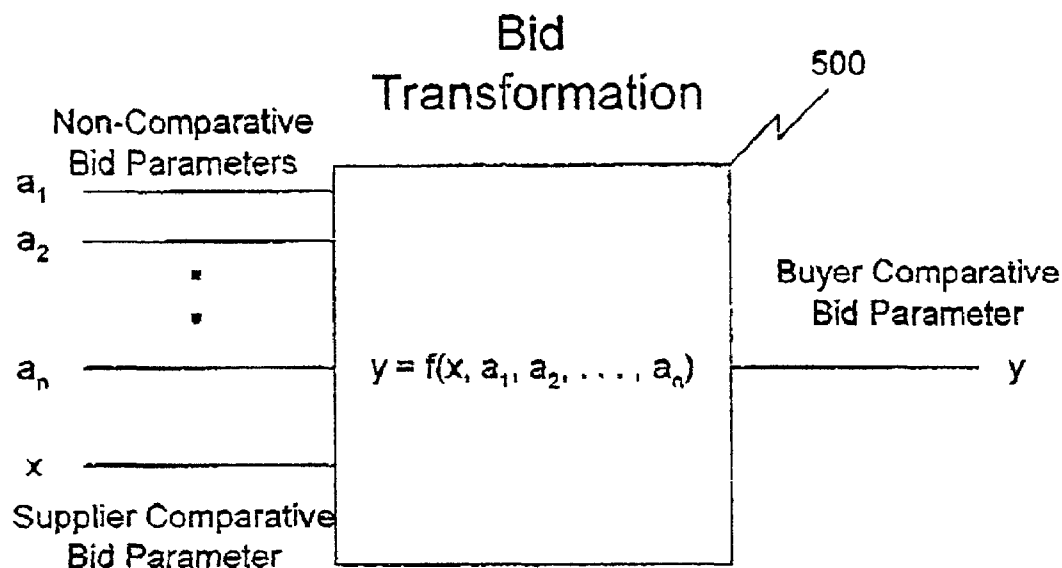 Bid
Transformation
500
Non-Comparative
Bid Parameters
a₁
a₂
aₙ
x
Supplier Comparative
Bid Parameter
y = f(x, a₁, a₂, . . . , aₙ)
Buyer Comparative
Bid Parameter
y